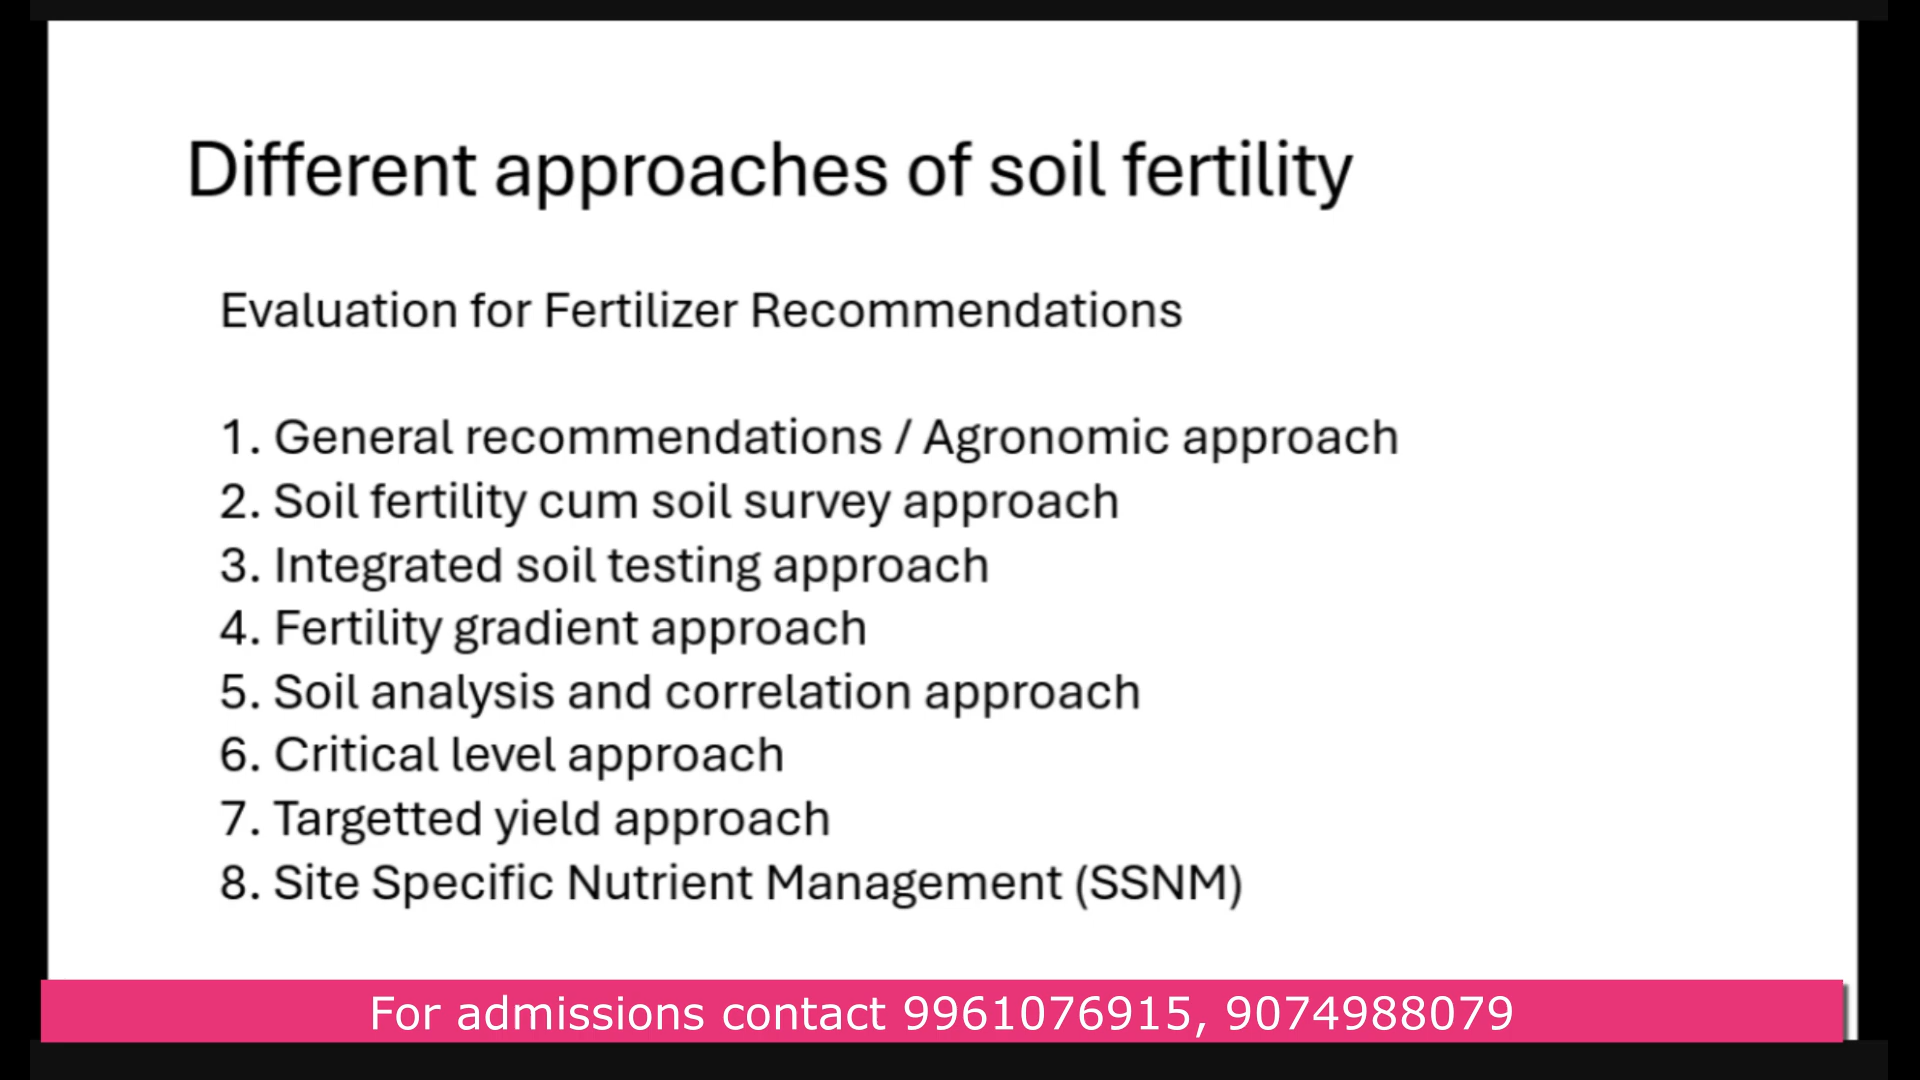 Different approaches of soil fertility
Evaluation for Fertilizer Recommendations
1. General recommendations / Agronomic approach
2. Soil fertility cum soil survey approach
3. Integrated soil testing approach
4. Fertility gradient approach
5. Soil analysis and correlation approach
6. Critical level approach
7. Targetted yield approach
8. Site Specific Nutrient Management (SSNM)
For admissions contact 9961076915, 9074988079